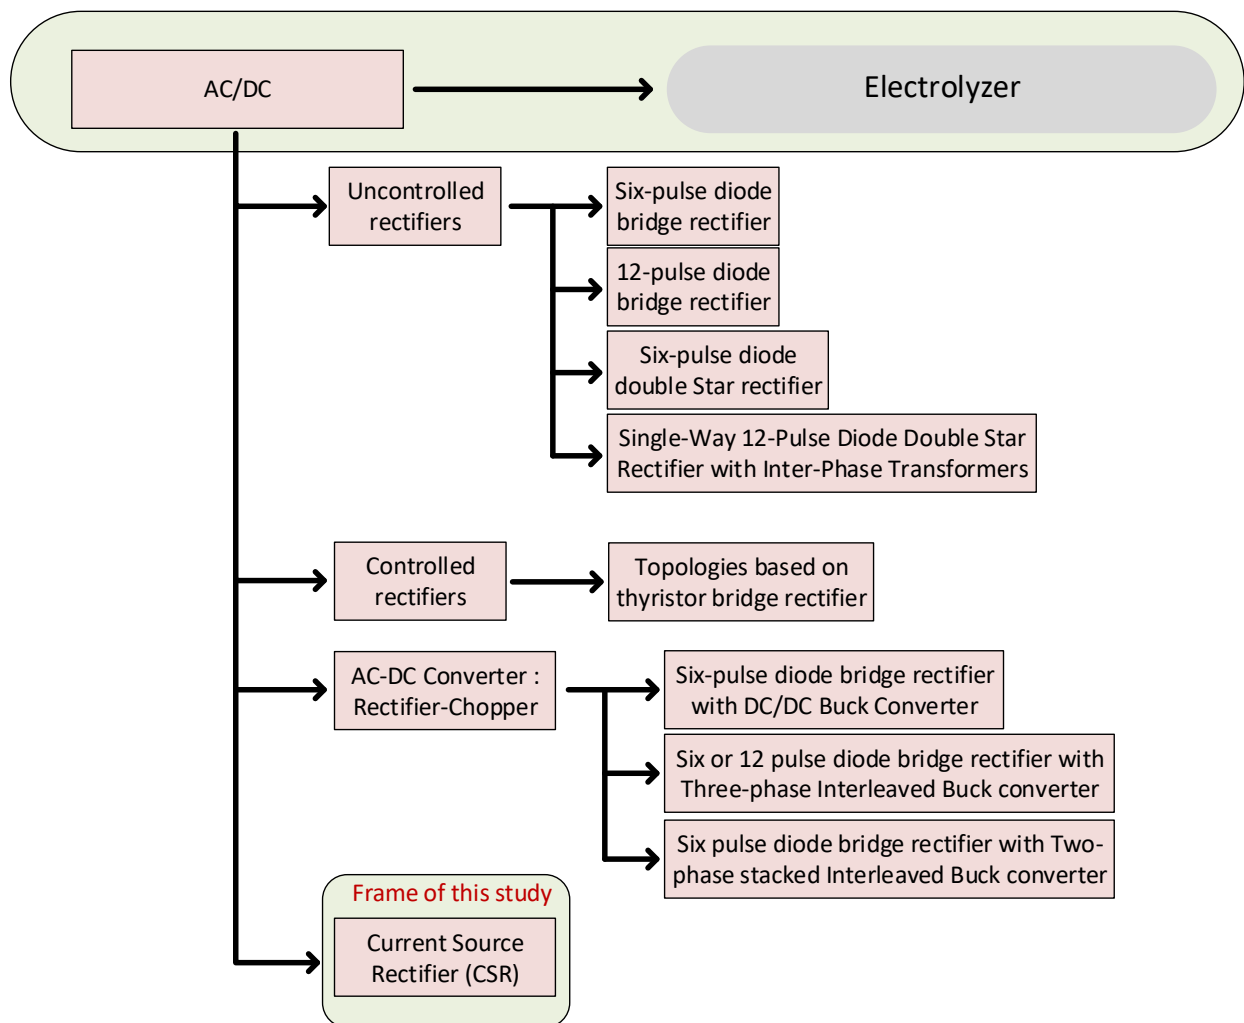 AC/DC
Electrolyzer
Uncontrolled
rectifiers
Six-pulse diode
bridge rectifier
12-pulse diode
bridge rectifier
Six-pulse diode
double Star rectifier
Single-Way 12-Pulse Diode Double Star
Rectifier with Inter-Phase Transformers
Controlled
rectifiers
Topologies based on
thyristor bridge rectifier
AC-DC Converter :
Rectifier-Chopper
Six-pulse diode bridge rectifier
with DC/DC Buck Converter
Six or 12 pulse diode bridge rectifier with
Three-phase Interleaved Buck converter
Six pulse diode bridge rectifier with Two-
phase stacked Interleaved Buck converter
Frame of this study
Current Source
Rectifier (CSR)